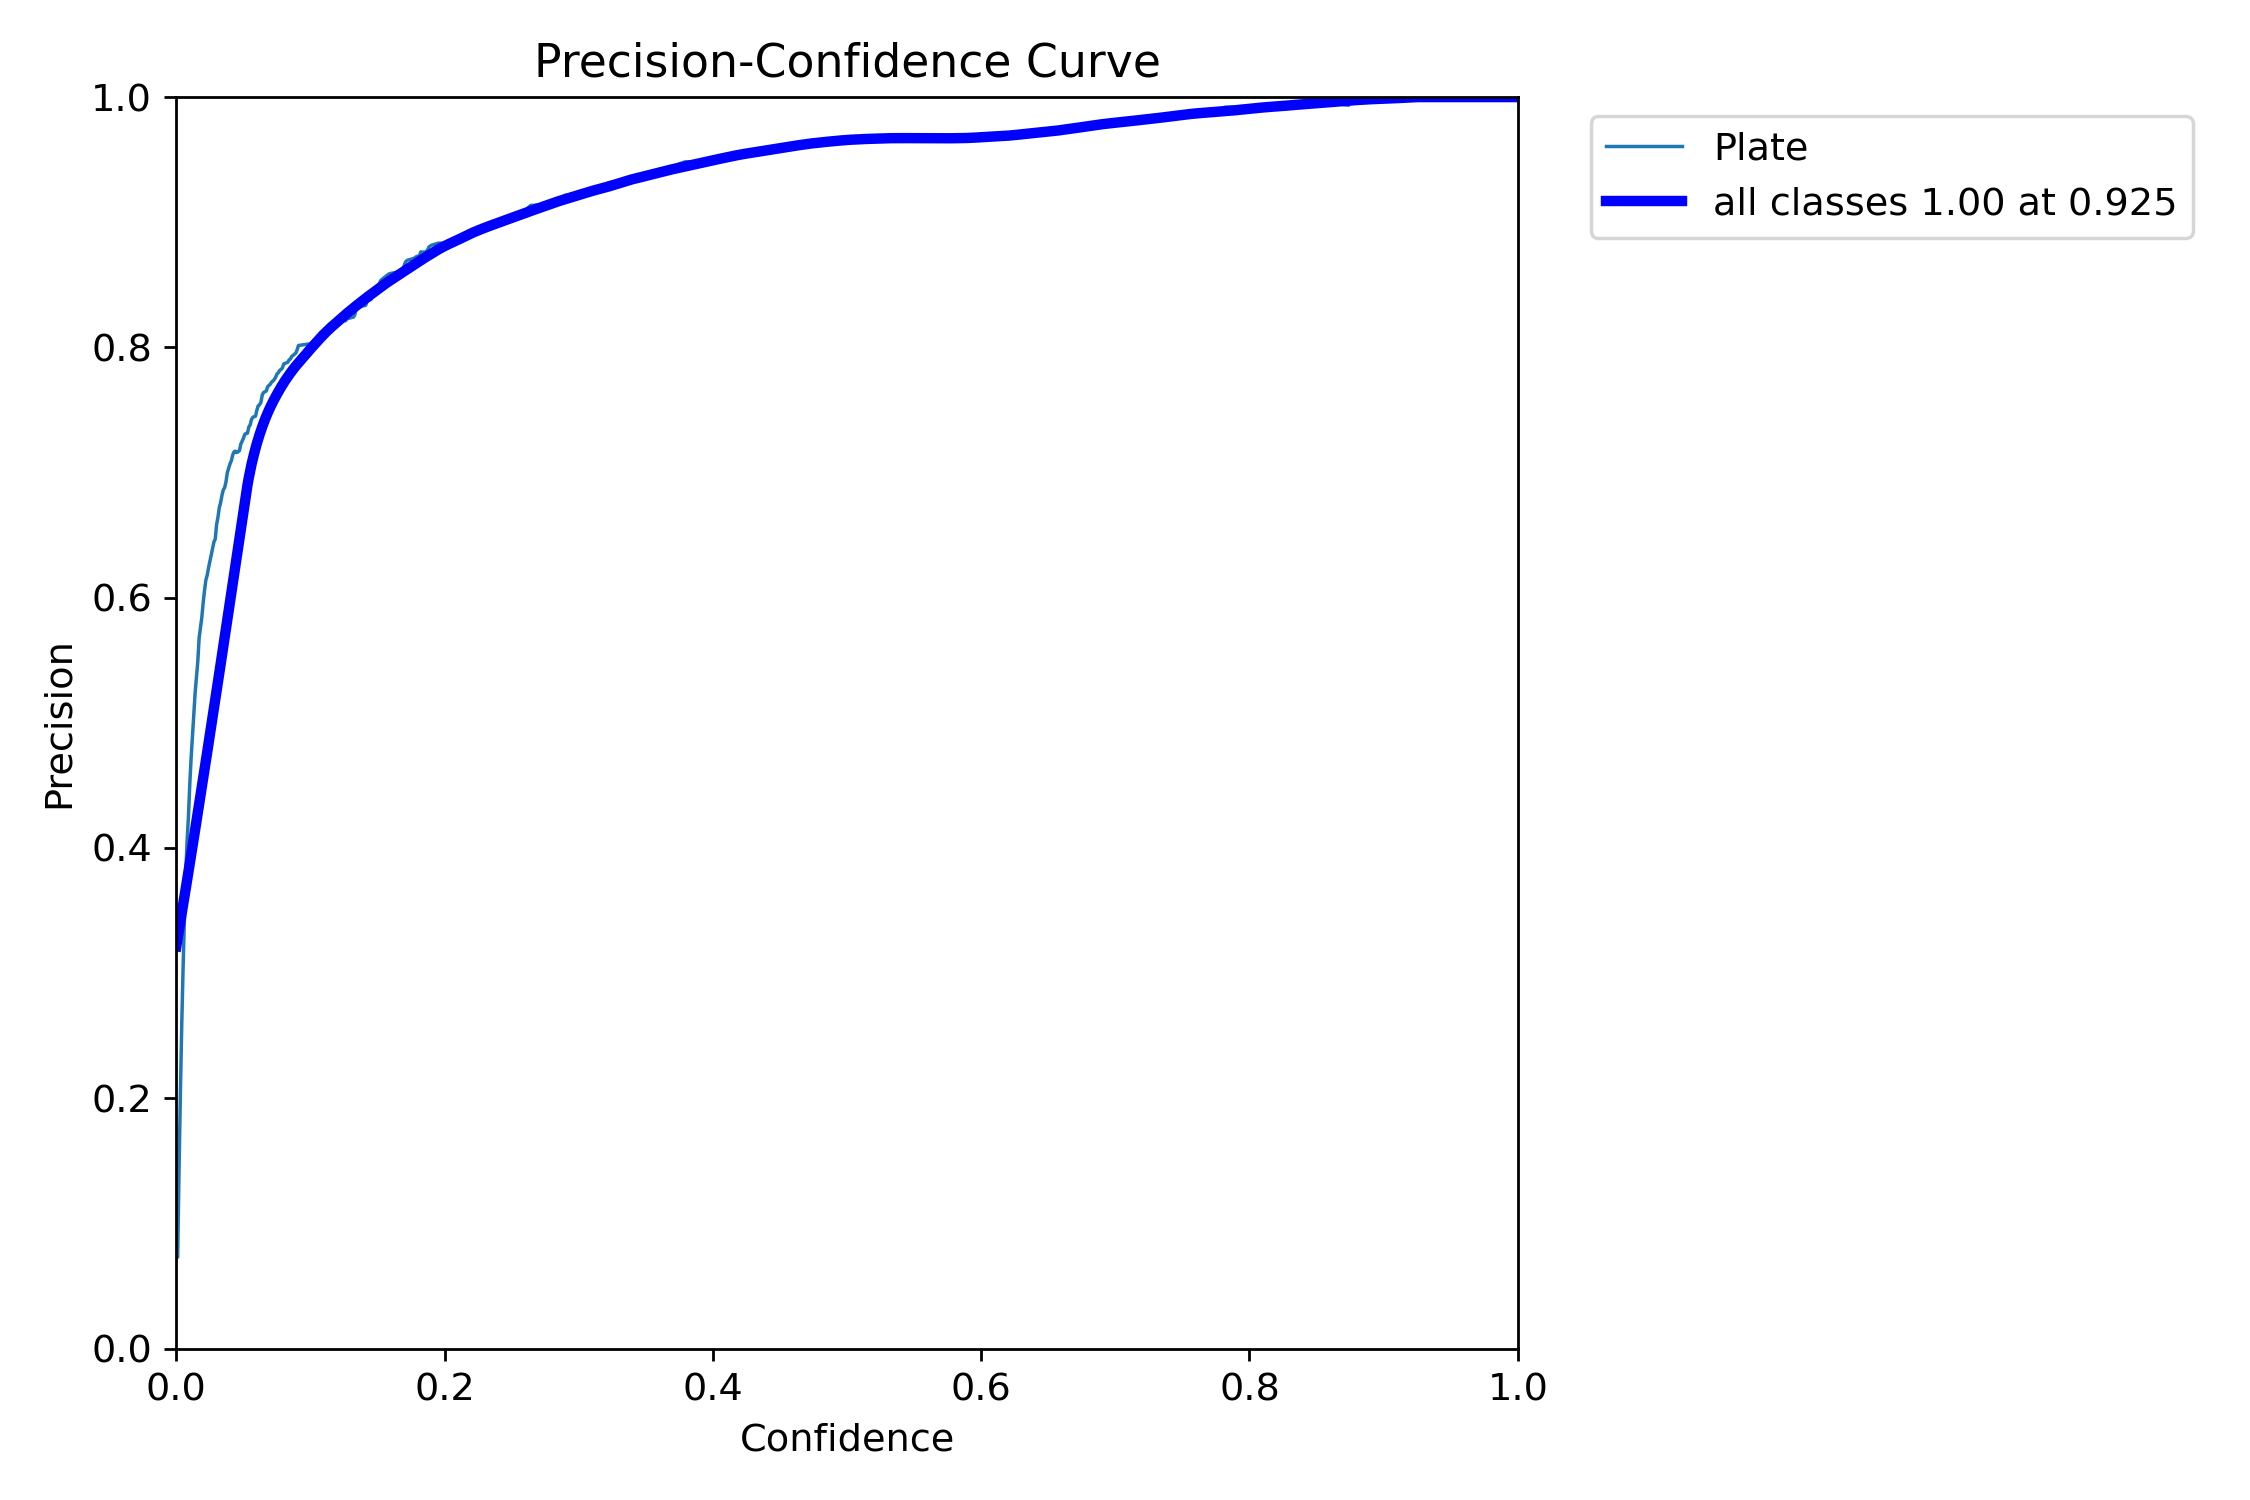 Precision-Confidence Curve
1.0
0.8
0.6
0.4
0.2
0.0
Precision
0.0 0.2 0.4 0.6 0.8 1.0
Confidence
Plate
all classes 1.00 at 0.925